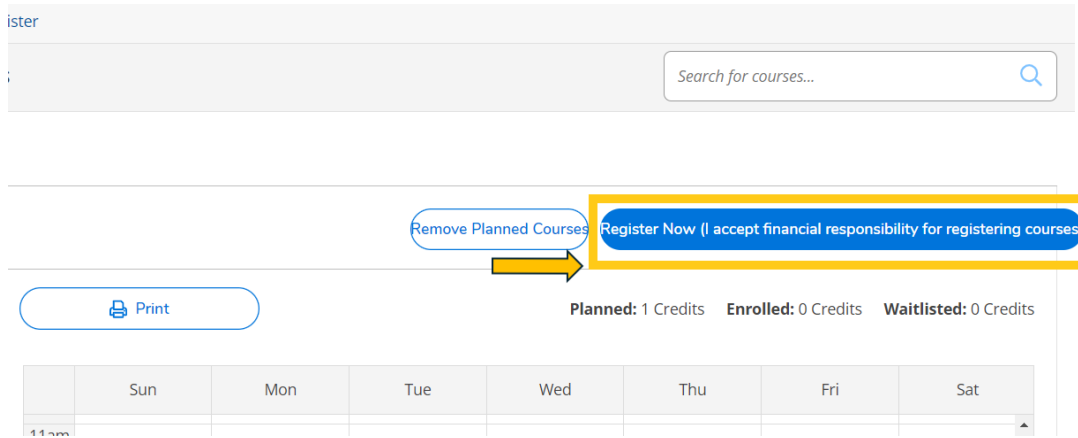 ister
s
Search for courses...
Remove Planned Courses Register Now (I accept financial responsibility for registering courses
Print Planned: 1 Credits Enrolled: 0 Credits Waitlisted: 0 Credits
Sun Mon Tue Wed Thu Fri Sat
11am